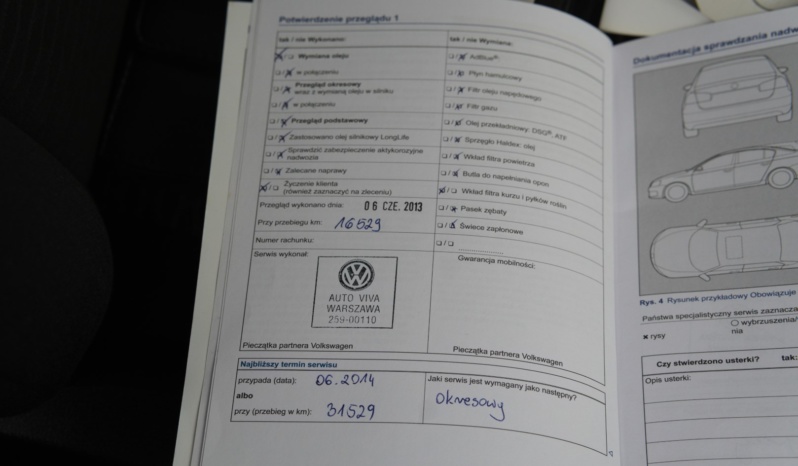 Potwierdzenie przeglądu 1
tak / nie Wykonano:
Wymiana oleju
w połączeniu
Przegląd okresowy
wraz z wymianą oleju w silniku
w połączeniu
Przegląd podstawowy
Zastosowano olej silnikowy LongLife
Sprawdzić zabezpieczenie antykorozyjne
nadwozia
Zalecane naprawy
Życzenie klienta
(również zaznaczyć na zleceniu)
Przegląd wykonano dnia: 06 CZE. 2013
Przy przebiegu km: 16529
Numer rachunku:
Serwis wykonał:
AUTO VIVA
WARSZAWA
259-00110
Pieczątka partnera Volkswagen
tak / nie Wymiana:
AdBlue®.
Płyn hamulcowy
Filtr oleju napędowego
Filtr gazu
Olej przekładniowy: DSG®, ATF
Sprzęgło Haldex: olej
Wkład filtra powietrza
Butla do napełniania opon
Wkład filtra kurzu i pyłków roślin
Pasek zębaty
Świece zapłonowe
Gwarancja mobilności:
Pieczątka partnera Volkswagen
Najbliższy termin serwisu
przypada (data): 06.2014
albo
przy (przebieg w km): 31529
Jaki serwis jest wymagany jako następny?
Okresowy
Dokumentacja sprawdzania nadw
Rys. 4 Rysunek przykładowy Obowiązuje
Państwa specjalistyczny serwis zaznacza
wybrzuszenia/
rysy
nia
Czy stwierdzono usterki? tak:
Opis usterki: